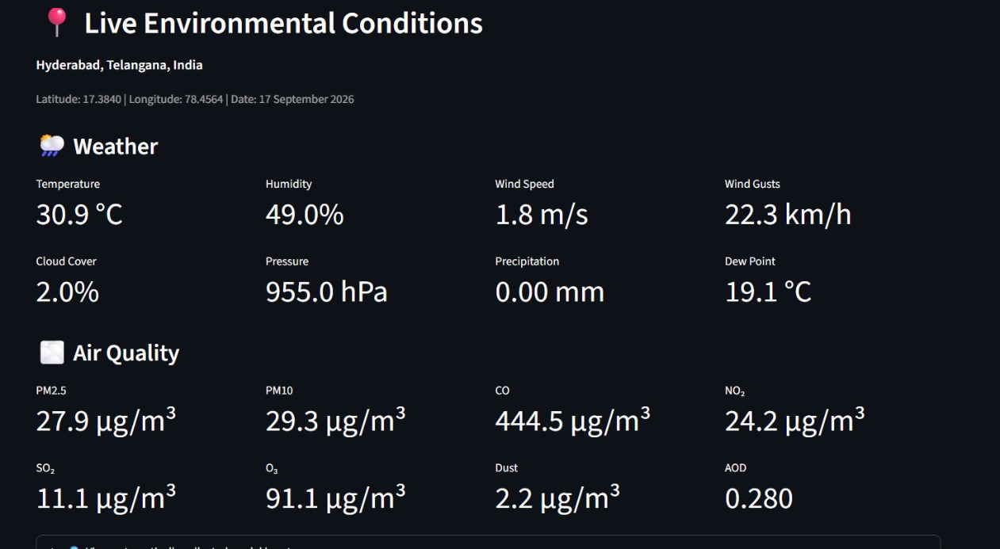 Live Environmental Conditions
Hyderabad, Telangana, India
Latitude: 17.3840 | Longitude: 78.4564 | Date: 17 September 2026
Weather
Temperature Humidity Wind Speed Wind Gusts
30.9 °C 49.0% 1.8 m/s 22.3 km/h
Cloud Cover Pressure Precipitation Dew Point
2.0% 955.0 hPa 0.00 mm 19.1 °C
Air Quality
PM2.5 PM10 CO NO₂
27.9 μg/m³ 29.3 μg/m³ 444.5 μg/m³ 24.2 μg/m³
SO₂ O₃ Dust AOD
11.1 μg/m³ 91.1 μg/m³ 2.2 μg/m³ 0.280